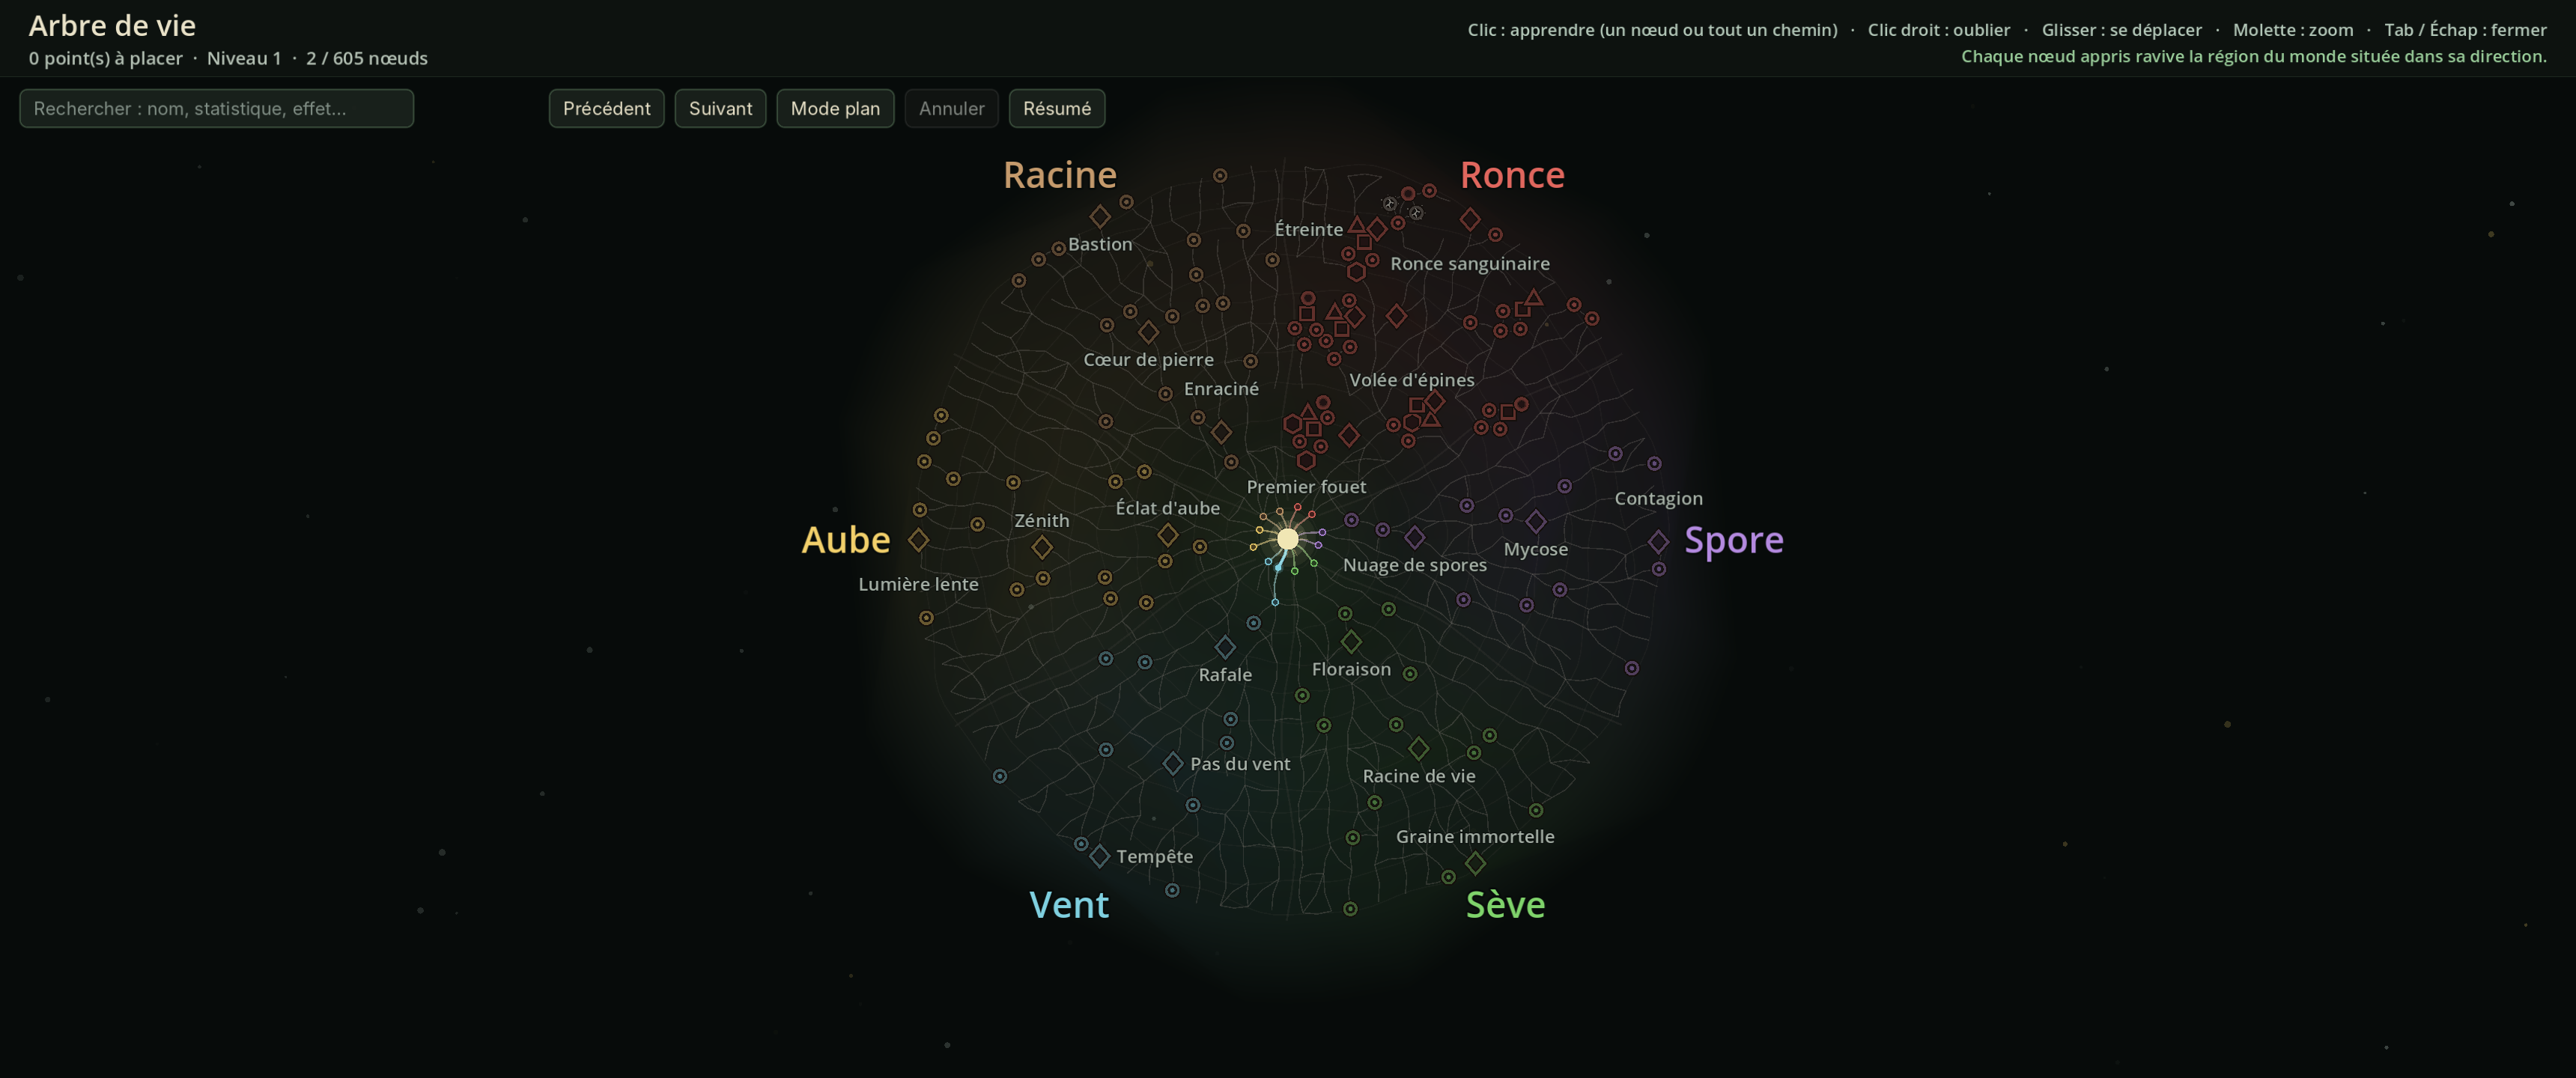 Arbre de vie
0 point(s) à placer · Niveau 1 · 2 / 605 nœuds
Clic : apprendre (un nœud ou tout un chemin) · Clic droit : oublier · Glisser : se déplacer · Molette : zoom · Tab / Échap : fermer
Chaque nœud appris ravive la région du monde située dans sa direction.
Rechercher : nom, statistique, effet...
Précédent
Suivant
Mode plan
Annuler
Résumé
Racine
Ronce
Étreinte
Bastion
Ronce sanguinaire
Cœur de pierre
Volée d'épines
Enraciné
Premier fouet
Contagion
Éclat d'aube
Zénith
Aube
Spore
Mycose
Nuage de spores
Lumière lente
Rafale
Floraison
Pas du vent
Racine de vie
Graine immortelle
Tempête
Vent
Sève